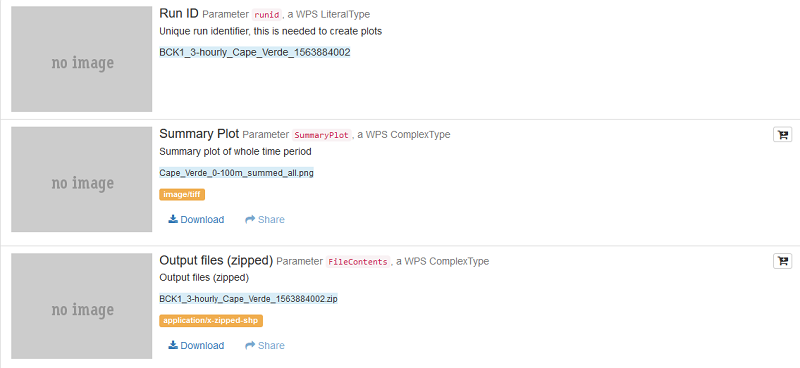 no image
Run ID Parameter runid, a WPS LiteralType
Unique run identifier, this is needed to create plots
BCK1_3-hourly_Cape_Verde_1563884002
no image
Summary Plot Parameter SummaryPlot, a WPS ComplexType
Summary plot of whole time period
Cape_Verde_0-100m_summed_all.png
image/tiff
Download Share
no image
Output files (zipped) Parameter FileContents, a WPS ComplexType
Output files (zipped)
BCK1_3-hourly_Cape_Verde_1563884002.zip
application/x-zipped-shp
Download Share